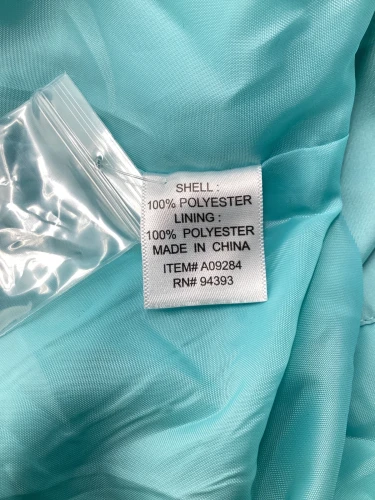 SHELL :
100% POLYESTER
LINING :
100% POLYESTER
MADE IN CHINA
ITEM# A09284
RN# 94393